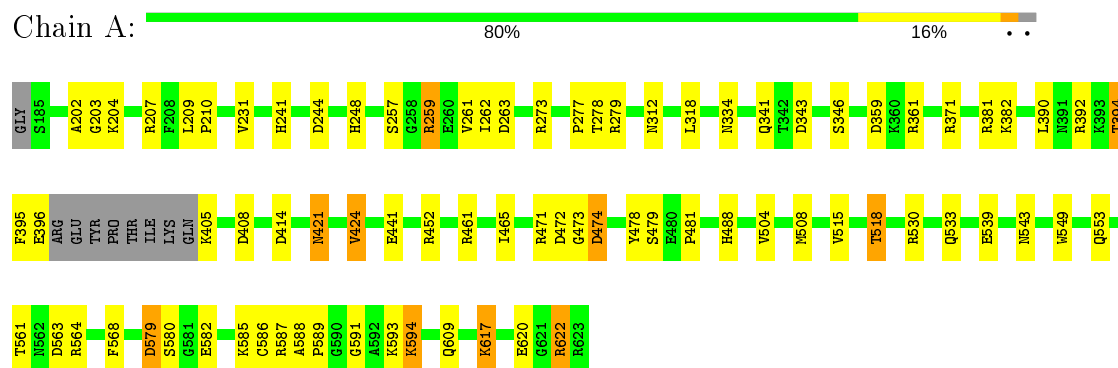 Chain A:
80% 16% • •
GLY S185 A202 G203 K204 R207 F208 L209 P210 V231 H241 D244 H248 S257 G258 R259 E260 V261 I262 D263 R273 P277 T278 R279 N312 L318 N334 Q341 T342 D343 S346 D359 K360 R361 R371 R381 K382 L390 N391 R392 K393 T394
F395 E396 ARG GLU TYR PRO THR ILE LYS GLN K405 D408 D414 N421 V424 E441 R452 R461 I465 R471 D472 G473 D474 Y478 S479 E480 P481 H488 V504 M508 V515 T518 R530 Q533 E539 N543 W549 Q553
T561 N562 D563 R564 F568 D579 S580 G581 E582 K585 C586 R587 A588 P589 G590 G591 A592 K593 K594 Q609 K617 E620 G621 R622 R623